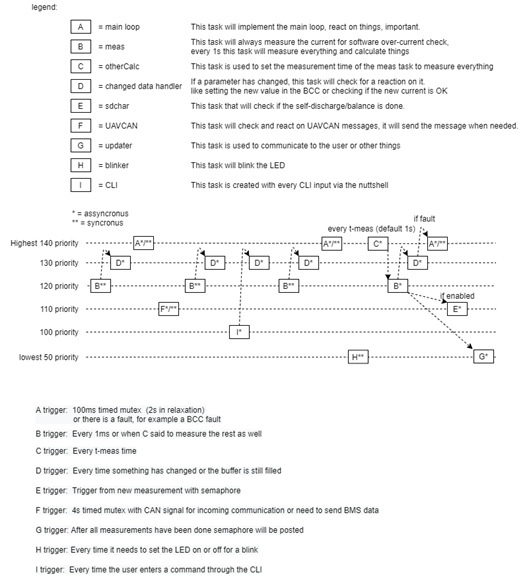 legend:
A = main loop This task will implement the main loop, react on things, important.
B = meas This task will always measure the current for software over-current check,
every 1s this task will measure everything and calculate things
C = otherCalc This task is used to set the measurement time of the meas task to measure everything
D = changed data handler If a parameter has changed, this task will check for a reaction on it.
like setting the new value in the BCC or checking if the new current is OK
E = sdchar This task that will check if the self-discharge/balance is done.
F = UAVCAN This task will check and react on UAVCAN messages, it will send the message when needed.
G = updater This task is used to communicate to the user or other things
H = blinker This task will blink the LED
I = CLI This task is created with every CLI input via the nuttshell
* = assyncronus
** = syncronus
if fault
every t-meas (default 1s)
Highest 140 priority A*/** A*/** C* A*/**
130 priority D* D* D* D* D*
120 priority B** B** B** B*
if enabled
110 priority F*/** E*
100 priority I*
lowest 50 priority H** G*
A trigger: 100ms timed mutex (2s in relaxation)
or there is a fault, for example a BCC fault
B trigger: Every 1ms or when C said to measure the rest as well
C trigger: Every t-meas time
D trigger: Every time something has changed or the buffer is still filled
E trigger: Trigger from new measurement with semaphore
F trigger: 4s timed mutex with CAN signal for incoming communication or need to send BMS data
G trigger: After all measurements have been done semaphore will be posted
H trigger: Every time it needs to set the LED on or off for a blink
I trigger: Every time the user enters a command through the CLI